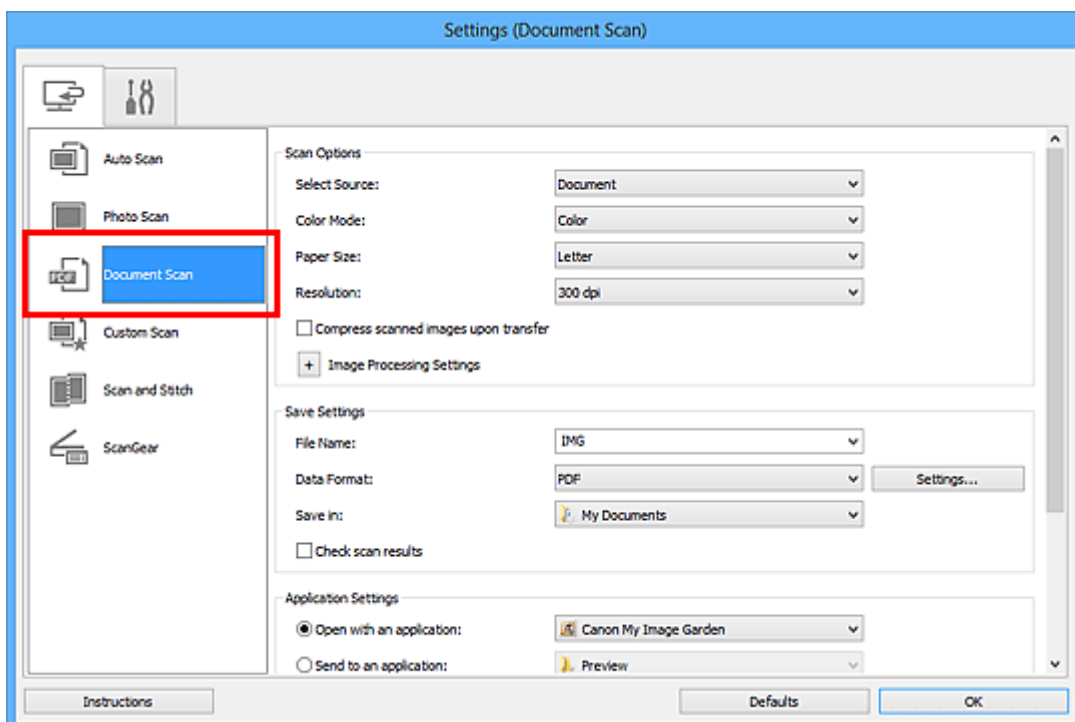 Settings (Document Scan)
Auto Scan
Photo Scan
PDF
Document Scan
Custom Scan
Scan and Stitch
ScanGear
Scan Options
Select Source: Document
Color Mode: Color
Paper Size: Letter
Resolution: 300 dpi
Compress scanned images upon transfer
+ Image Processing Settings
Save Settings
File Name: IMG
Data Format: PDF Settings...
Save in: My Documents
Check scan results
Application Settings
Open with an application: Canon My Image Garden
Send to an application: Preview
Instructions Defaults OK